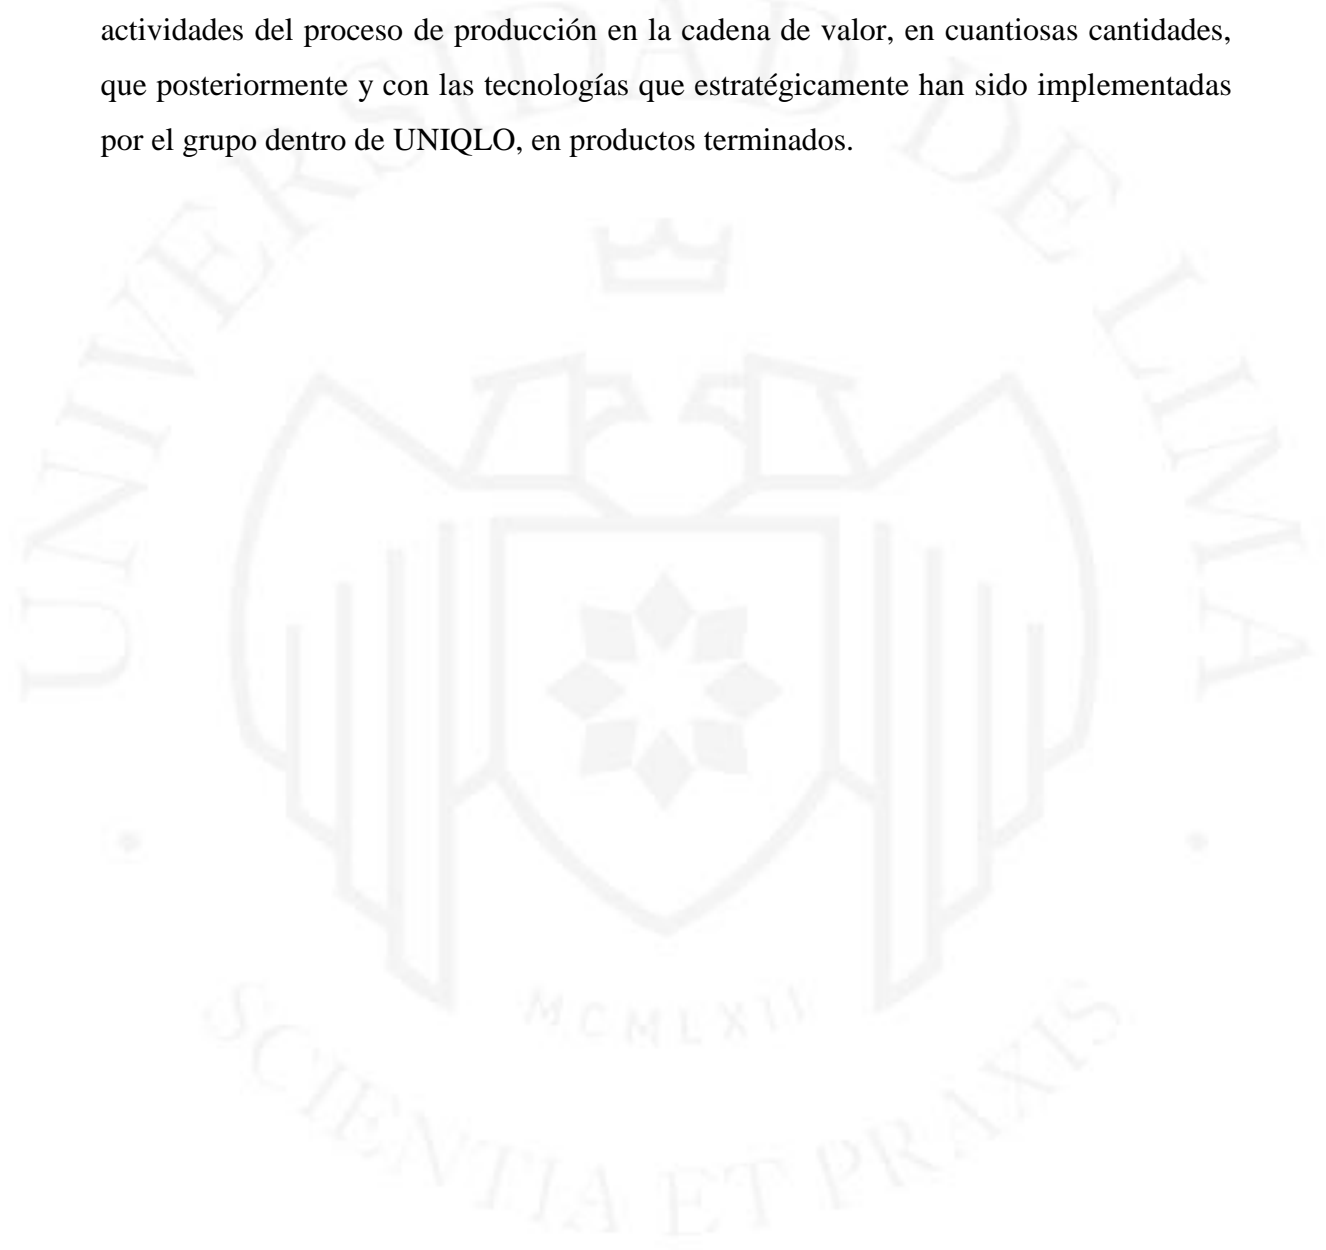 actividades del proceso de producción en la cadena de valor, en cuantiosas cantidades,
que posteriormente y con las tecnologías que estratégicamente han sido implementadas
por el grupo dentro de UNIQLO, en productos terminados.
UNIVERSIDAD DE LIMA
MCMLXII
SCIENTIA ET PRAXIS